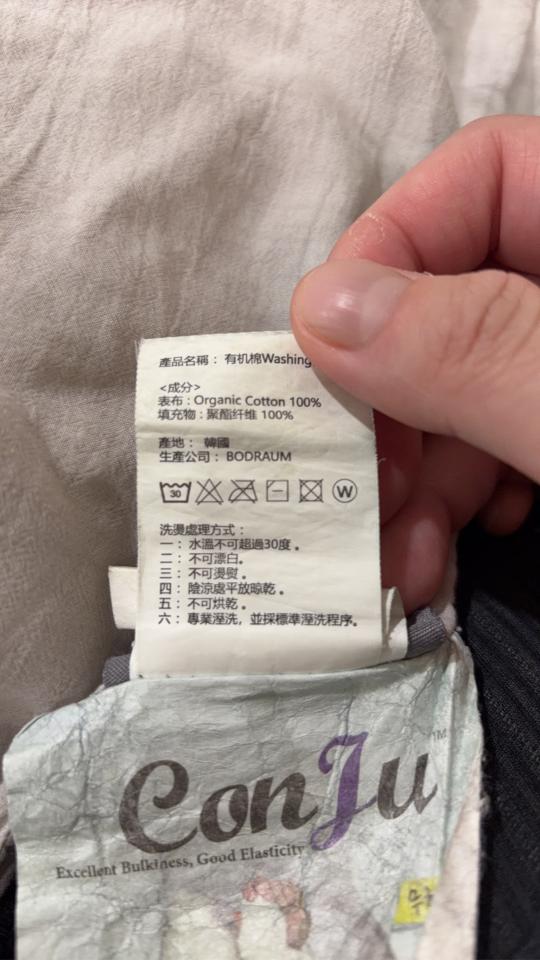 產品名稱： 有机棉Washing
<成分>
表布 : Organic Cotton 100%
填充物 : 聚酯纤维 100%
產地： 韓國
生產公司： BODRAUM
30
W
洗燙處理方式 :
一： 水溫不可超過30度 。
二： 不可漂白。
三： 不可燙熨 。
四： 陰涼處平放晾乾 。
五： 不可烘乾 。
六： 專業溼洗，並採標準溼洗程序。
ConJu™
Excellent Bulkiness, Good Elasticity